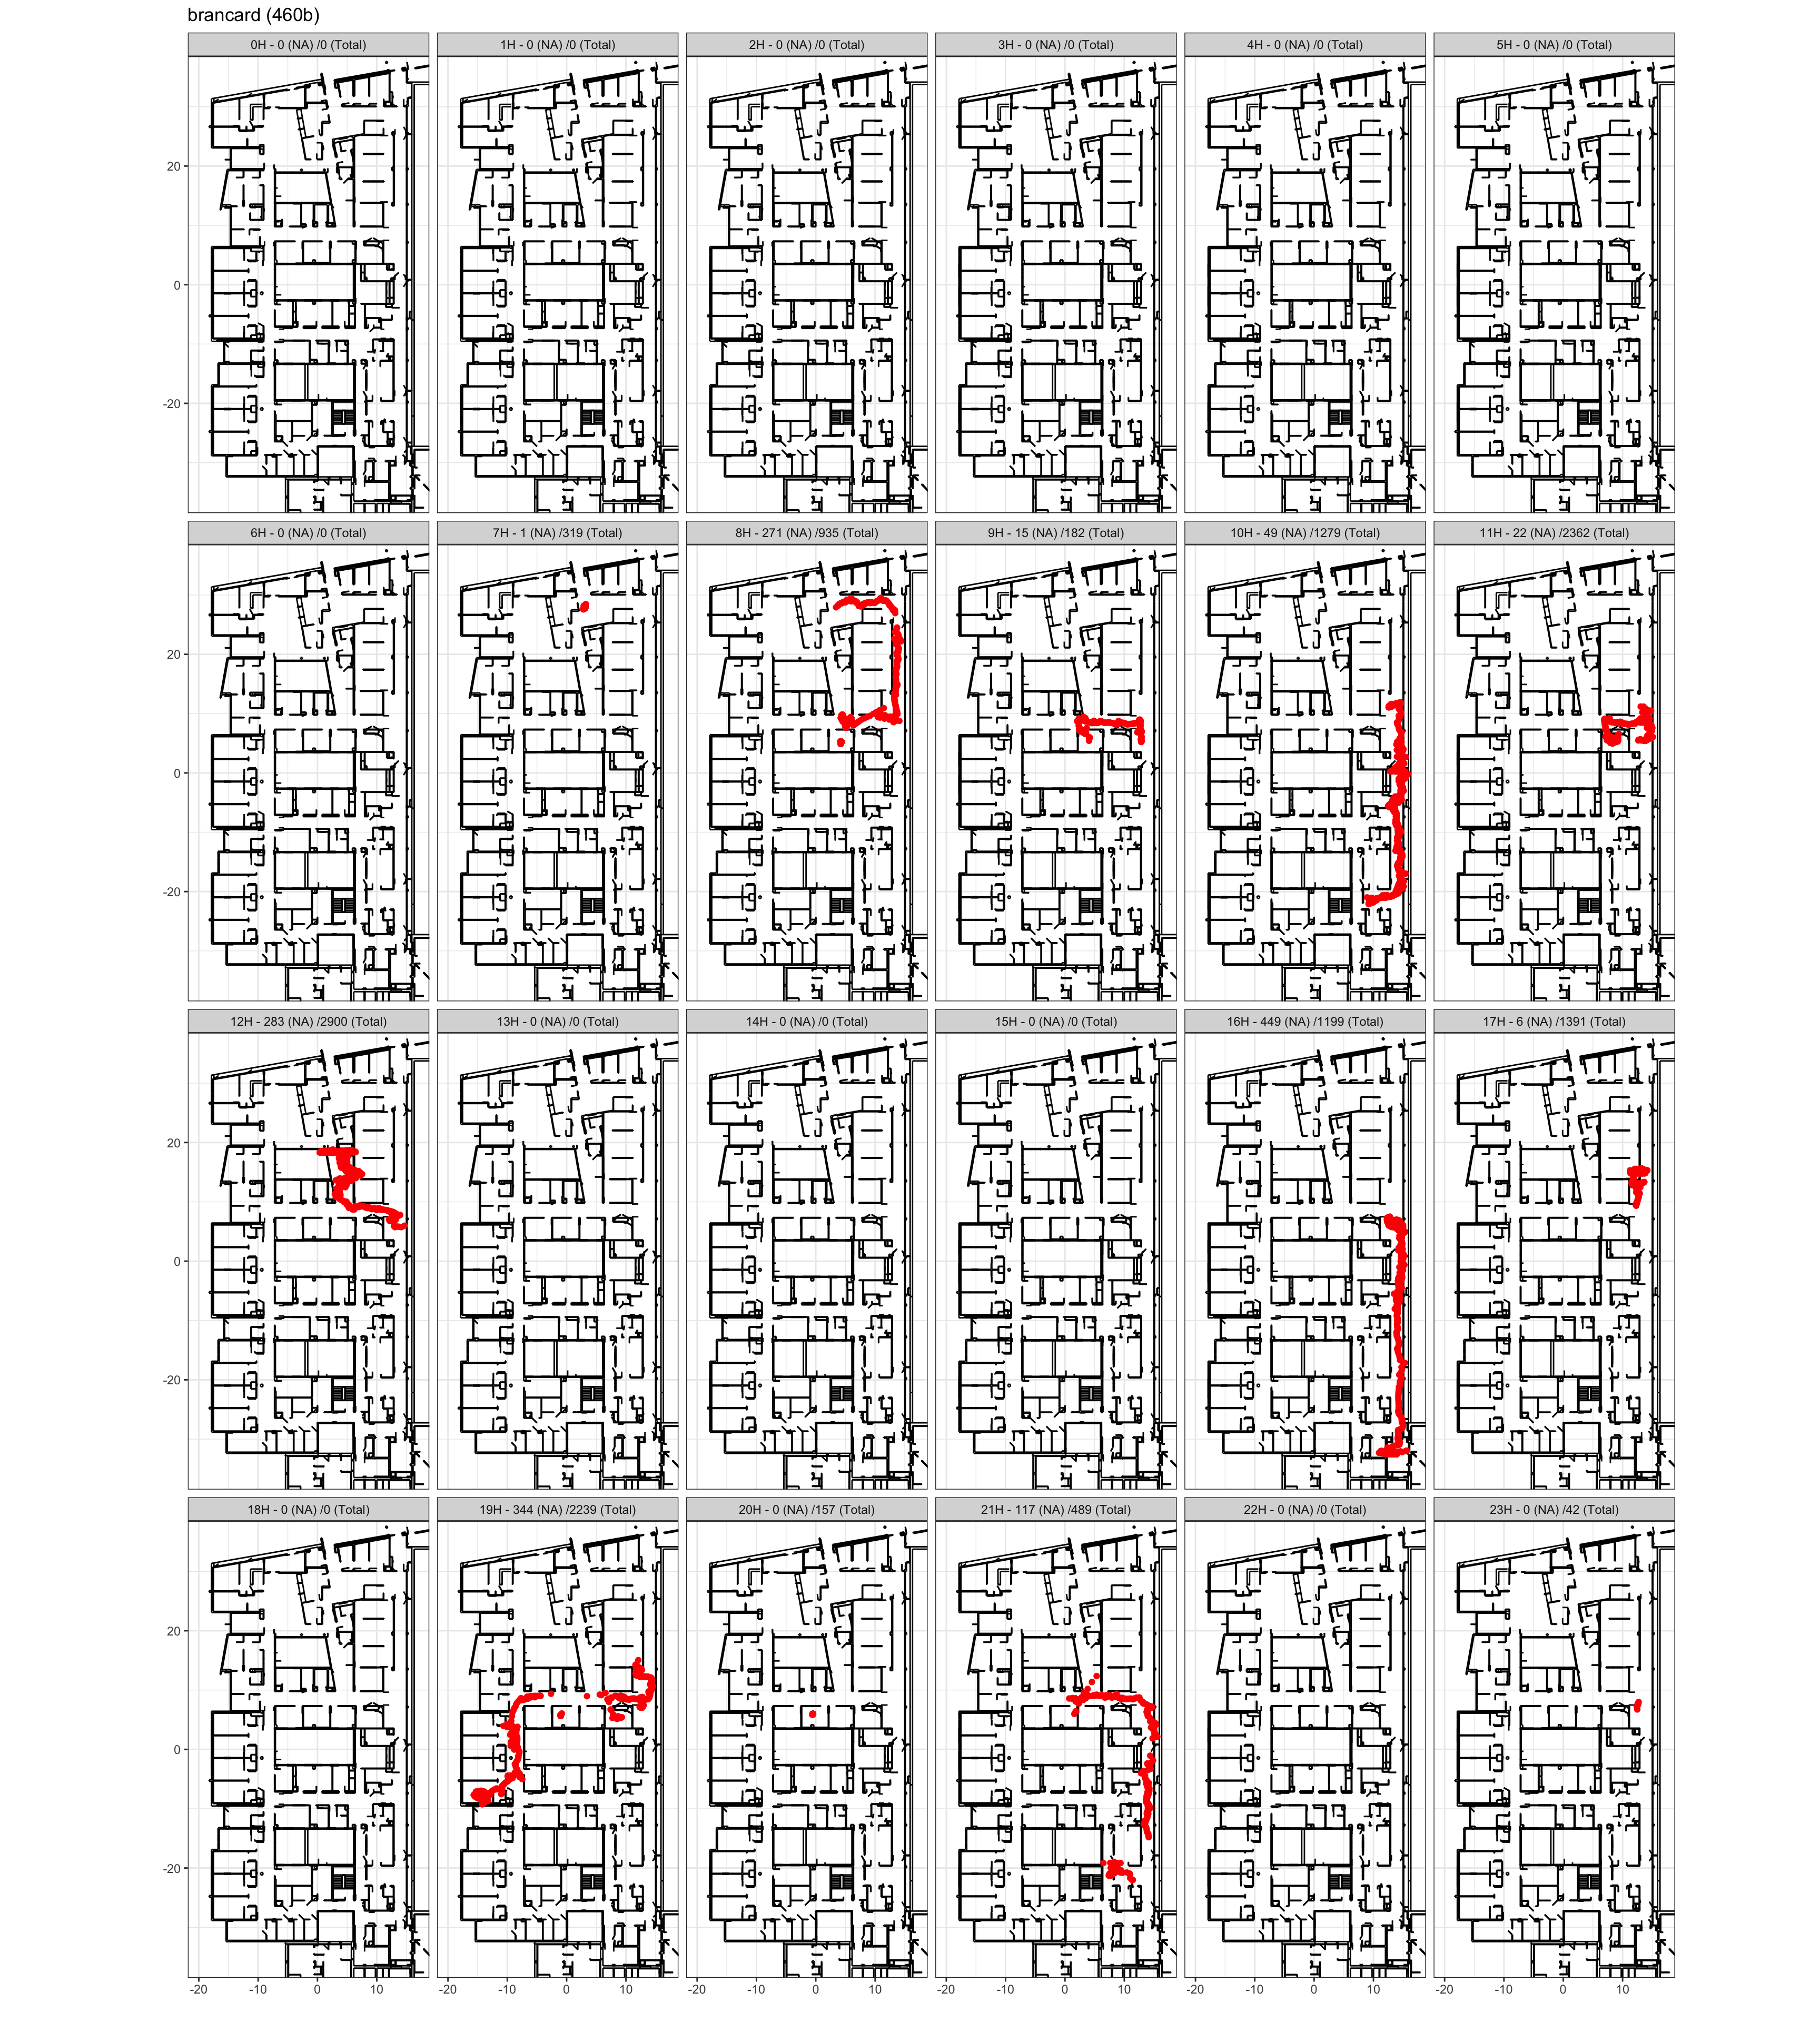 brancard (460b)
0H - 0 (NA) /0 (Total) 1H - 0 (NA) /0 (Total) 2H - 0 (NA) /0 (Total) 3H - 0 (NA) /0 (Total) 4H - 0 (NA) /0 (Total) 5H - 0 (NA) /0 (Total)
20
0
-20
6H - 0 (NA) /0 (Total) 7H - 1 (NA) /319 (Total) 8H - 271 (NA) /935 (Total) 9H - 15 (NA) /182 (Total) 10H - 49 (NA) /1279 (Total) 11H - 22 (NA) /2362 (Total)
20
0
-20
12H - 283 (NA) /2900 (Total) 13H - 0 (NA) /0 (Total) 14H - 0 (NA) /0 (Total) 15H - 0 (NA) /0 (Total) 16H - 449 (NA) /1199 (Total) 17H - 6 (NA) /1391 (Total)
20
0
-20
18H - 0 (NA) /0 (Total) 19H - 344 (NA) /2239 (Total) 20H - 0 (NA) /157 (Total) 21H - 117 (NA) /489 (Total) 22H - 0 (NA) /0 (Total) 23H - 0 (NA) /42 (Total)
20
0
-20
-20 -10 0 10 -20 -10 0 10 -20 -10 0 10 -20 -10 0 10 -20 -10 0 10 -20 -10 0 10